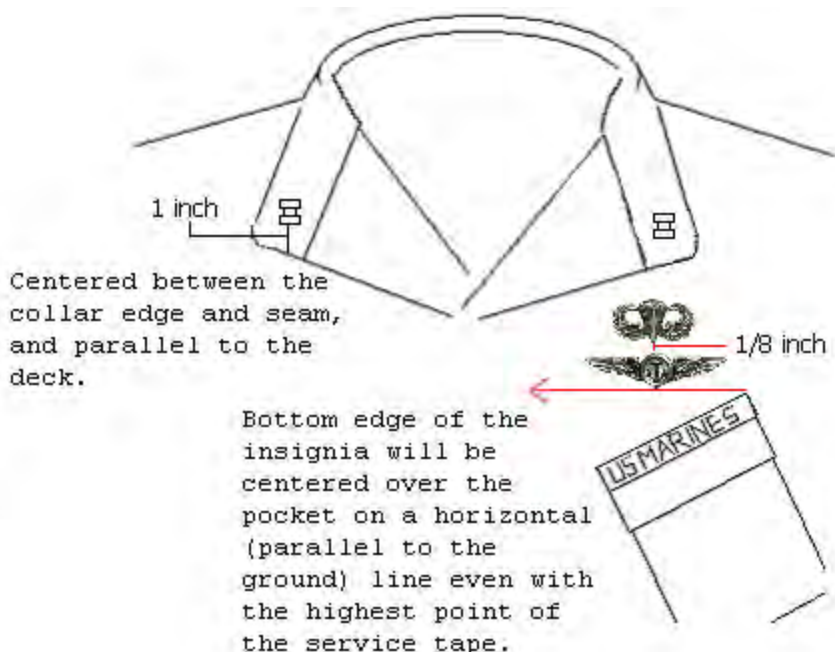 1 inch
Centered between the
collar edge and seam,
and parallel to the
deck.
1/8 inch
US MARINES
Bottom edge of the
insignia will be
centered over the
pocket on a horizontal
(parallel to the
ground) line even with
the highest point of
the service tape.